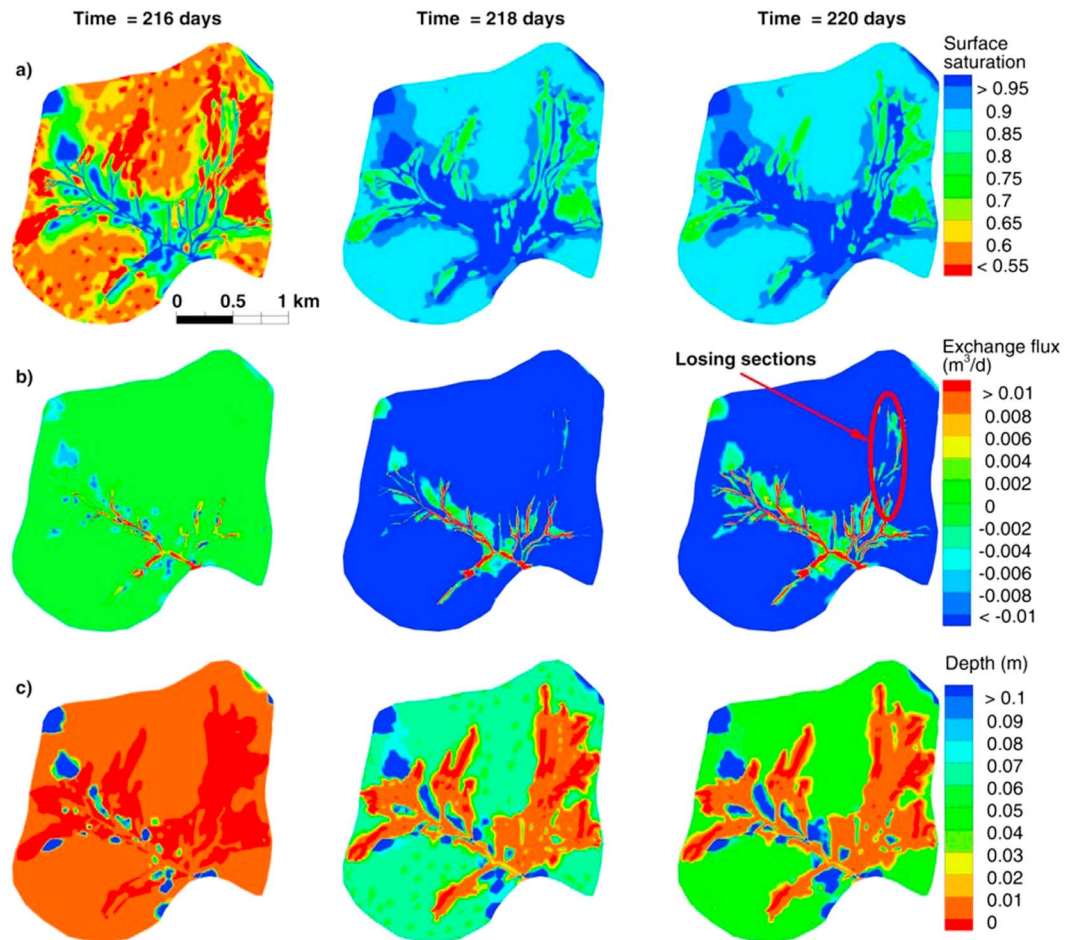 Time = 216 days
Time = 218 days
Time = 220 days
a)
Surface
saturation
> 0.95
0.9
0.85
0.8
0.75
0.7
0.65
0.6
< 0.55
0 0.5 1 km
b)
Losing sections
Exchange flux
(m³/d)
> 0.01
0.008
0.006
0.004
0.002
0
-0.002
-0.004
-0.006
-0.008
< -0.01
c)
Depth (m)
> 0.1
0.09
0.08
0.07
0.06
0.05
0.04
0.03
0.02
0.01
0